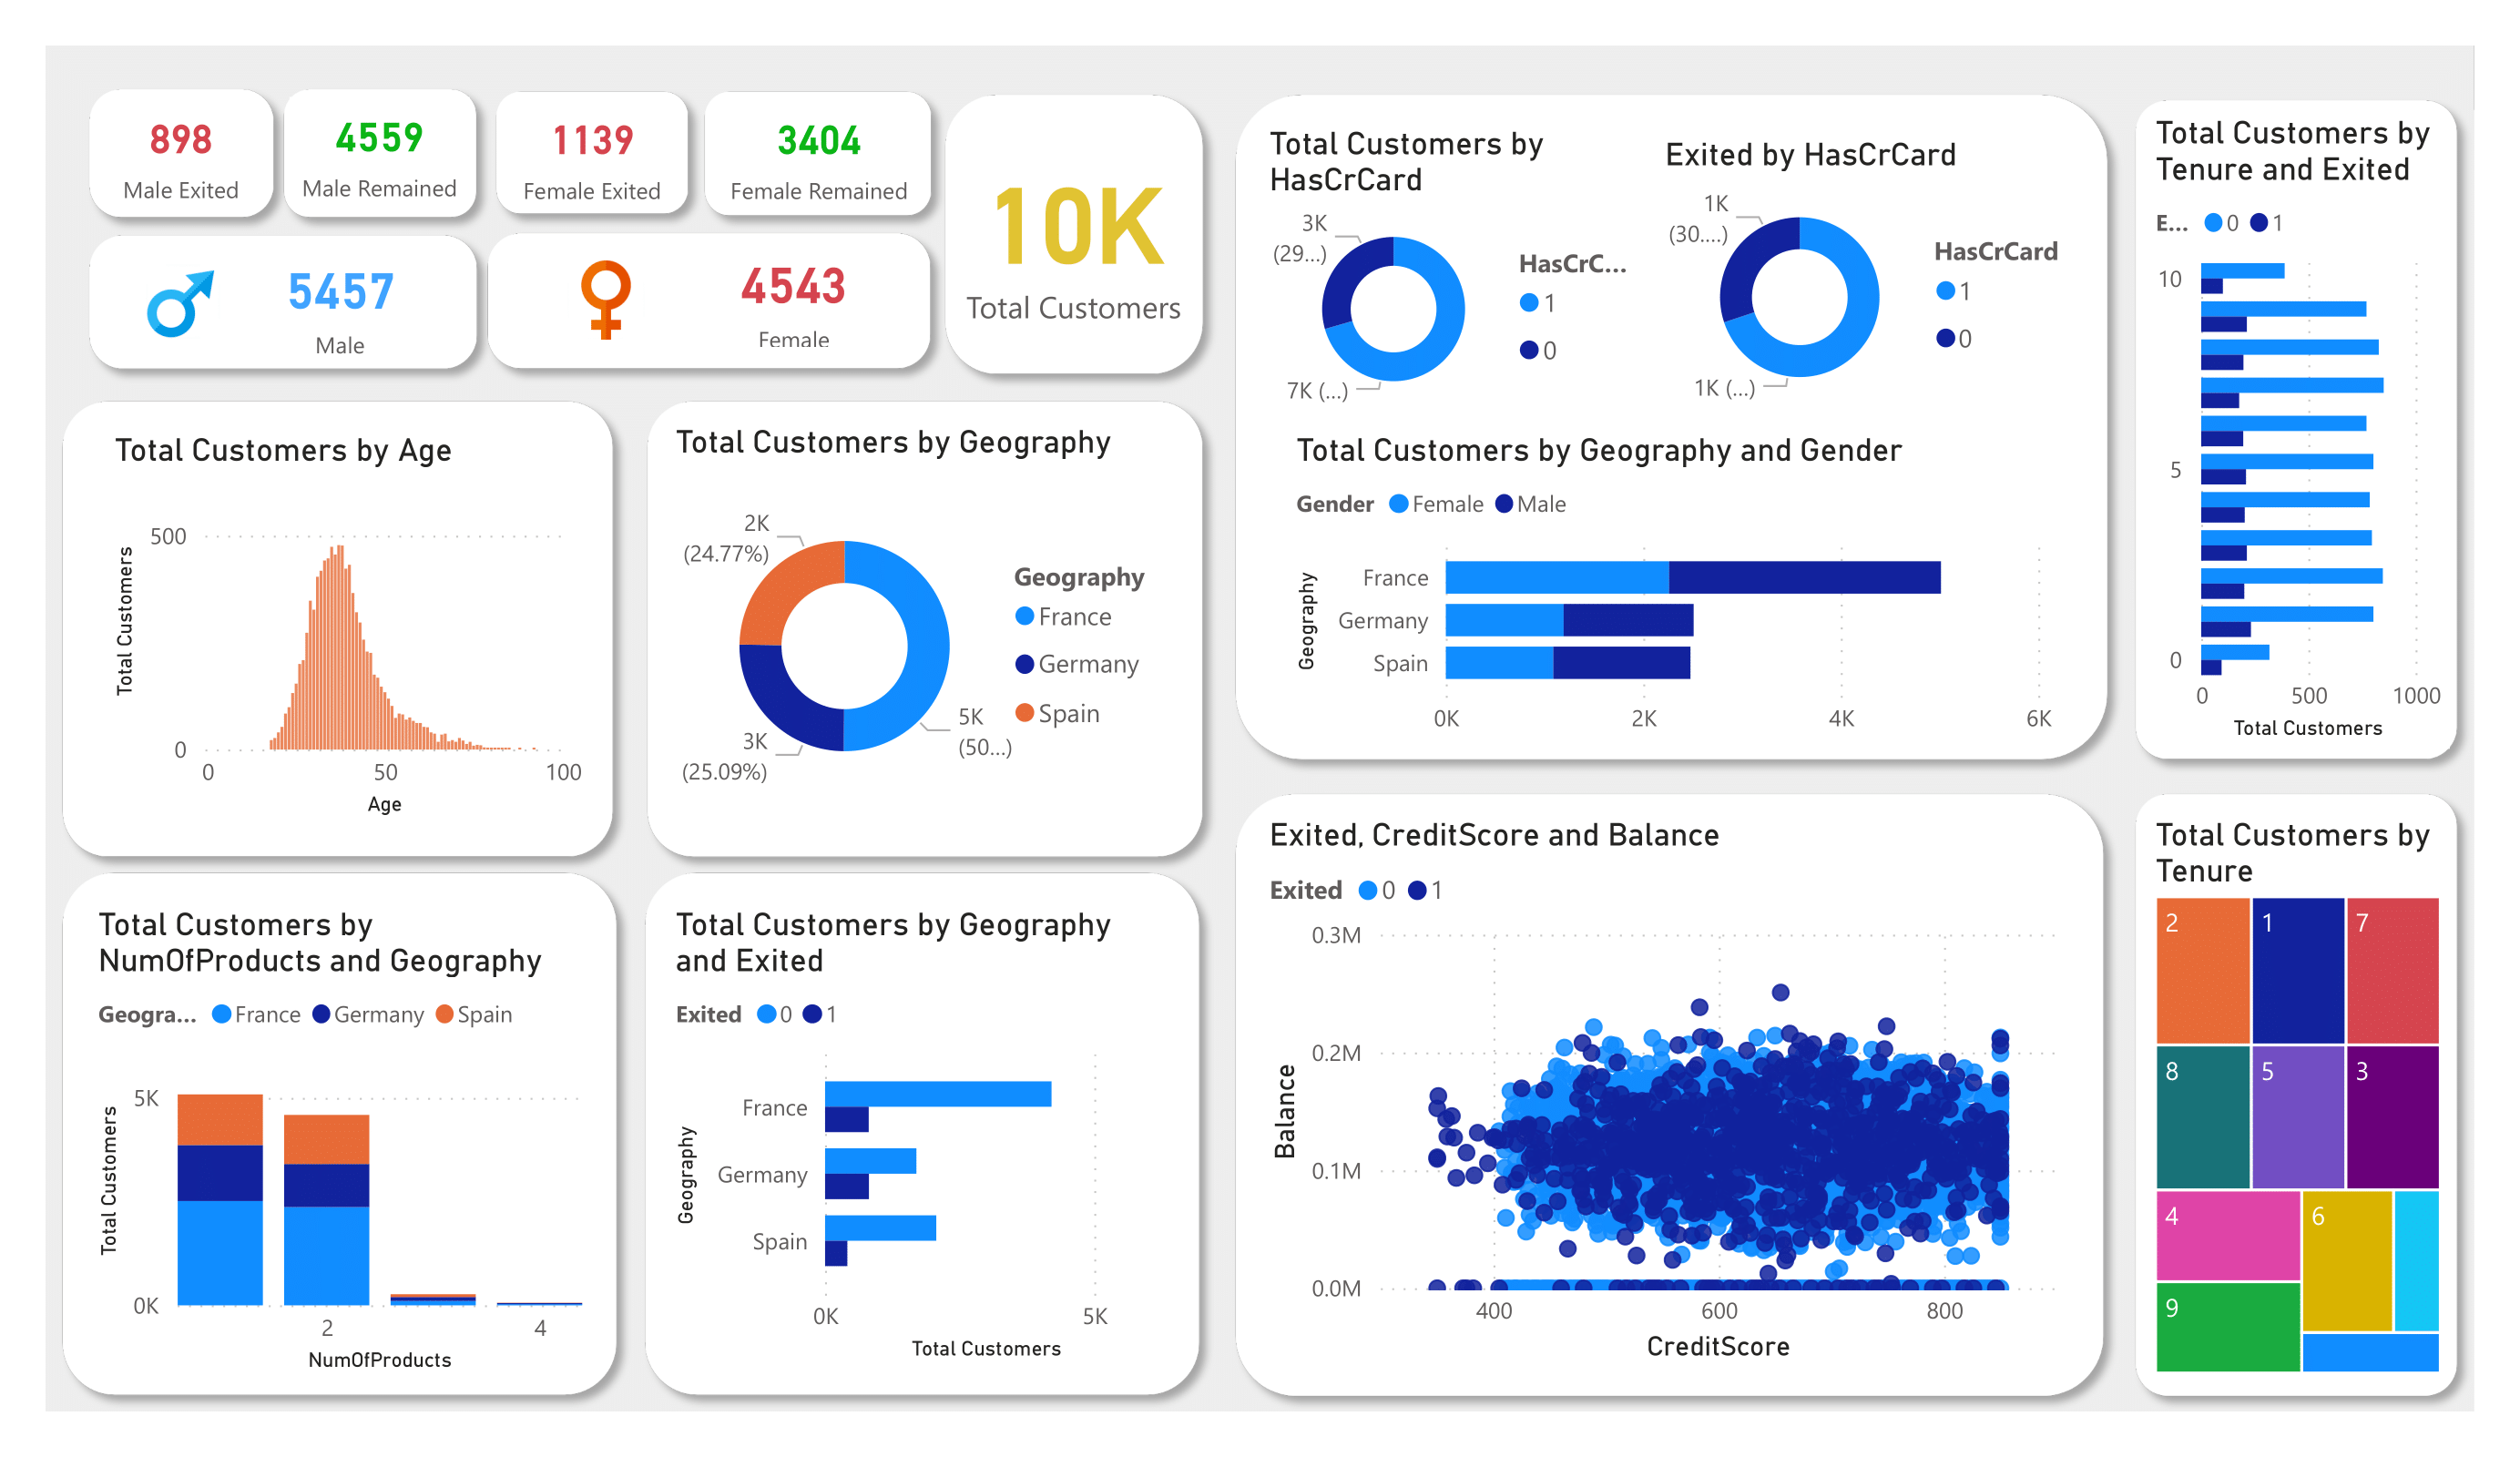 898
Male Exited
4559
Male Remained
1139
Female Exited
3404
Female Remained
5457
Male
4543
Female
10K
Total Customers
Total Customers by
HasCrCard
3K
(29...)
7K (...)
HasCrC...
1
0
Exited by HasCrCard
1K
(30....)
1K (...)
HasCrCard
1
0
Total Customers by Geography and Gender
Gender Female Male
Geography
France
Germany
Spain
0K 2K 4K 6K
Total Customers by
Tenure and Exited
E... 0 1
10
5
0
0 500 1000
Total Customers
Total Customers by Age
Total Customers
500
0
0 50 100
Age
Total Customers by Geography
2K
(24.77%)
3K
(25.09%)
5K
(50...)
Geography
France
Germany
Spain
Total Customers by
NumOfProducts and Geography
Geogra... France Germany Spain
Total Customers
5K
0K
2 4
NumOfProducts
Total Customers by Geography
and Exited
Exited 0 1
Geography
France
Germany
Spain
0K 5K
Total Customers
Exited, CreditScore and Balance
Exited 0 1
Balance
0.3M
0.2M
0.1M
0.0M
400 600 800
CreditScore
Total Customers by
Tenure
2 1 7
8 5 3
4 6
9